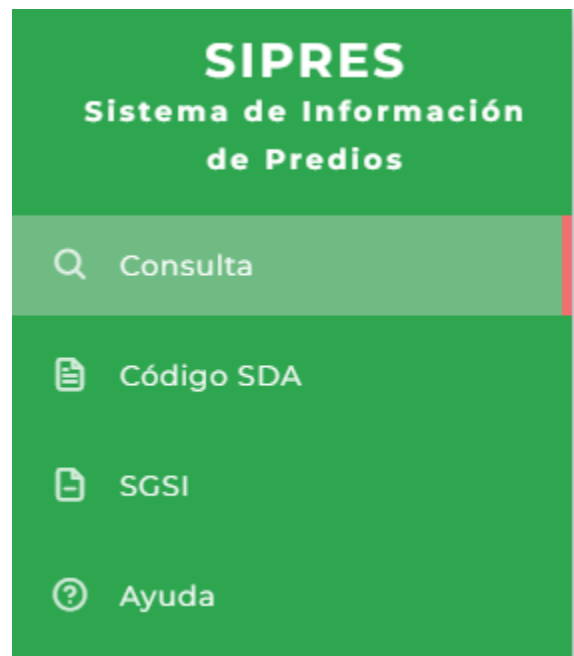 SIPRES
Sistema de Información
de Predios
Consulta
Código SDA
SGSI
Ayuda